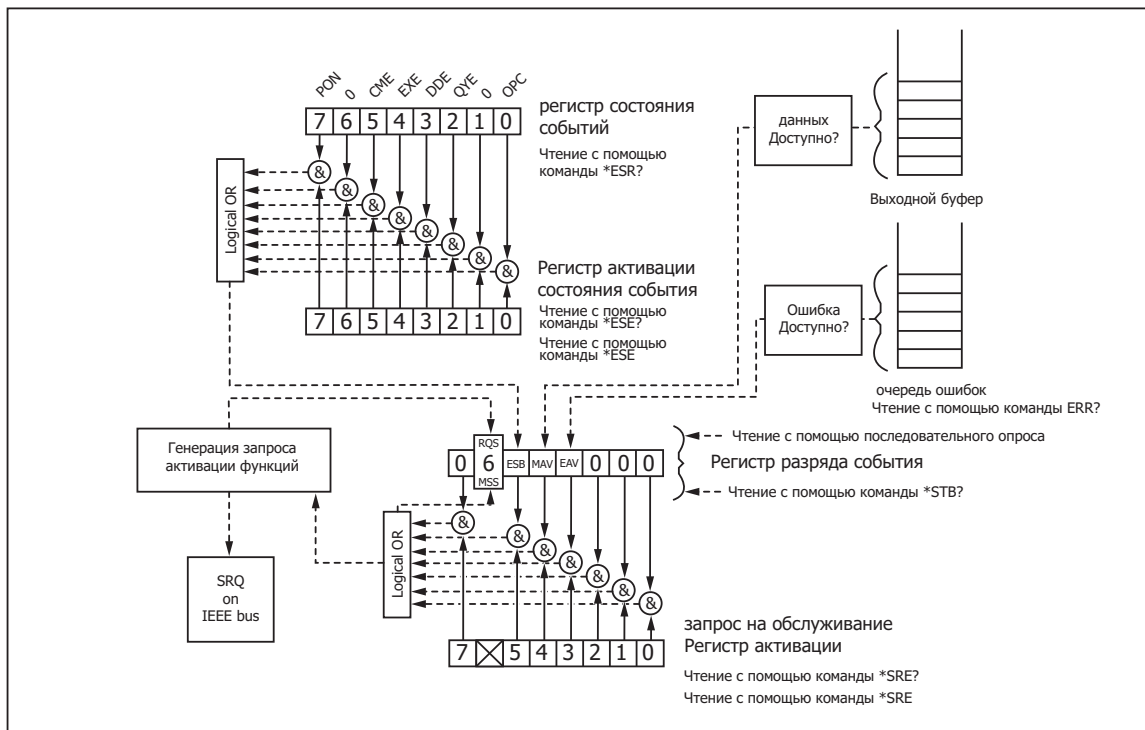 PON 0 CME EXE DDE QYE 0 OPC
7 6 5 4 3 2 1 0
регистр состояния
событий
Чтение с помощью
команды *ESR?
& & & & & & & &
Logical OR
Регистр активации
состояния события
Чтение с помощью
команды *ESE?
Чтение с помощью
команды *ESE
7 6 5 4 3 2 1 0
данных
Доступно?
Выходной буфер
Ошибка
Доступно?
очередь ошибок
Чтение с помощью команды ERR?
Генерация запроса
активации функций
SRQ
on
IEEE bus
RQS
0 6 ESB MAV EAV 0 0 0
MSS
Чтение с помощью последовательного опроса
Регистр разряда события
Чтение с помощью команды *STB?
& & & & & & &
Logical OR
7 5 4 3 2 1 0
запрос на обслуживание
Регистр активации
Чтение с помощью команды *SRE?
Чтение с помощью команды *SRE